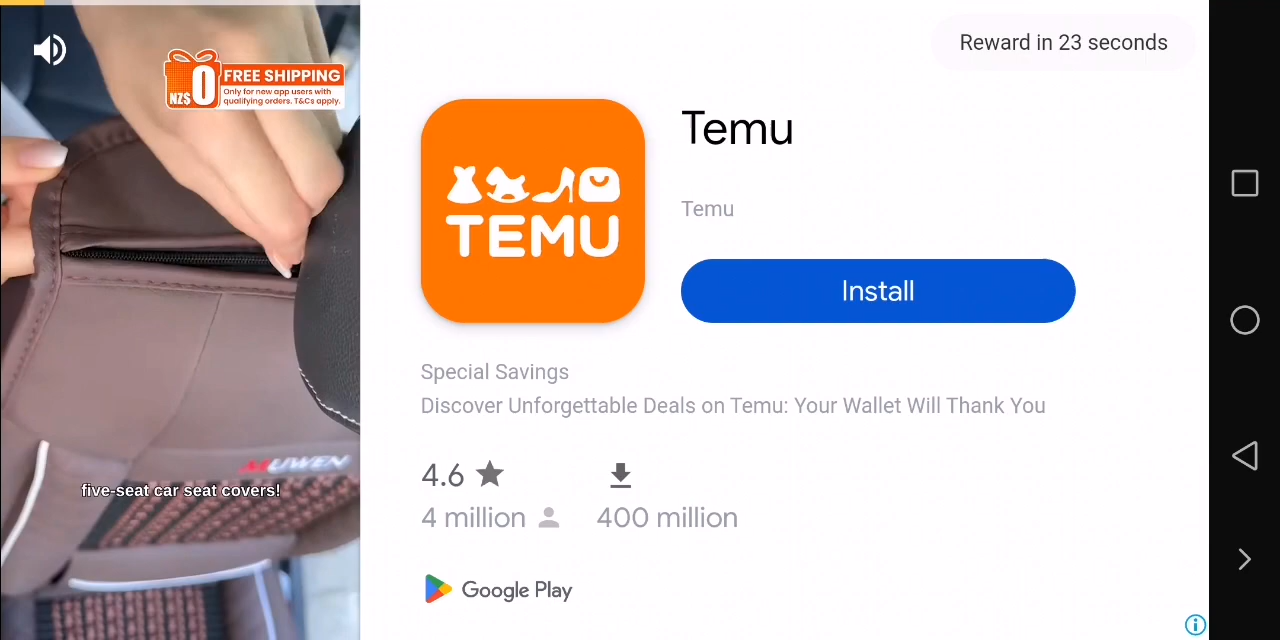 NZ$ 0 FREE SHIPPING
Only for new app users with
qualifying orders. T&Cs apply.
MUWEN
five-seat car seat covers!
Reward in 23 seconds
TEMU
Temu
Temu
Install
Special Savings
Discover Unforgettable Deals on Temu: Your Wallet Will Thank You
4.6
4 million
400 million
Google Play